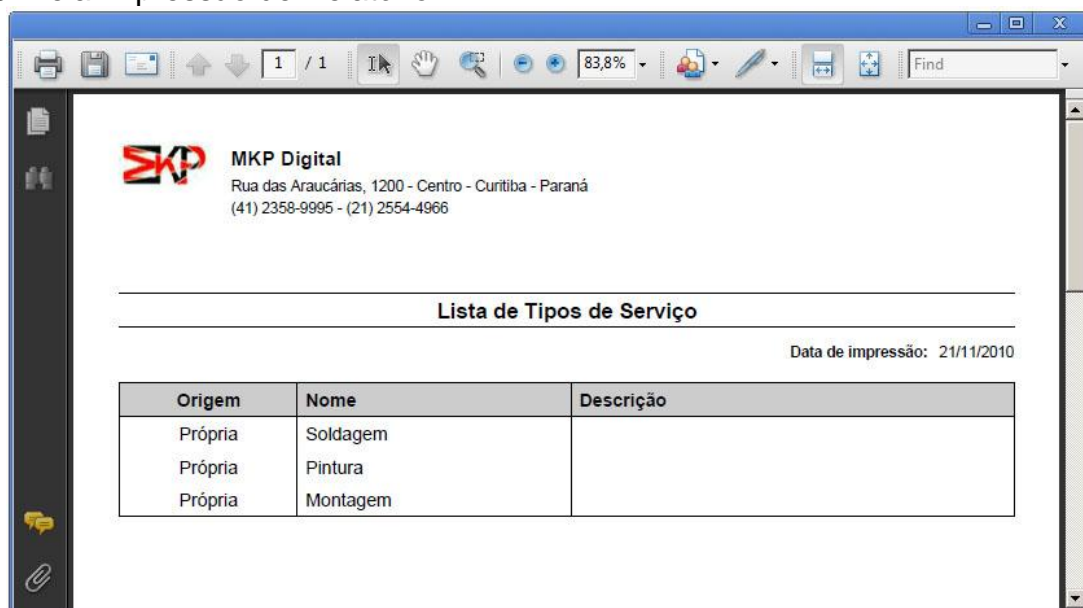 1 / 1 83,8% Find
MKP
MKP Digital
Rua das Araucárias, 1200 - Centro - Curitiba - Paraná
(41) 2358-9995 - (21) 2554-4966
Lista de Tipos de Serviço
Data de impressão: 21/11/2010
Origem Nome Descrição
Própria Soldagem
Própria Pintura
Própria Montagem